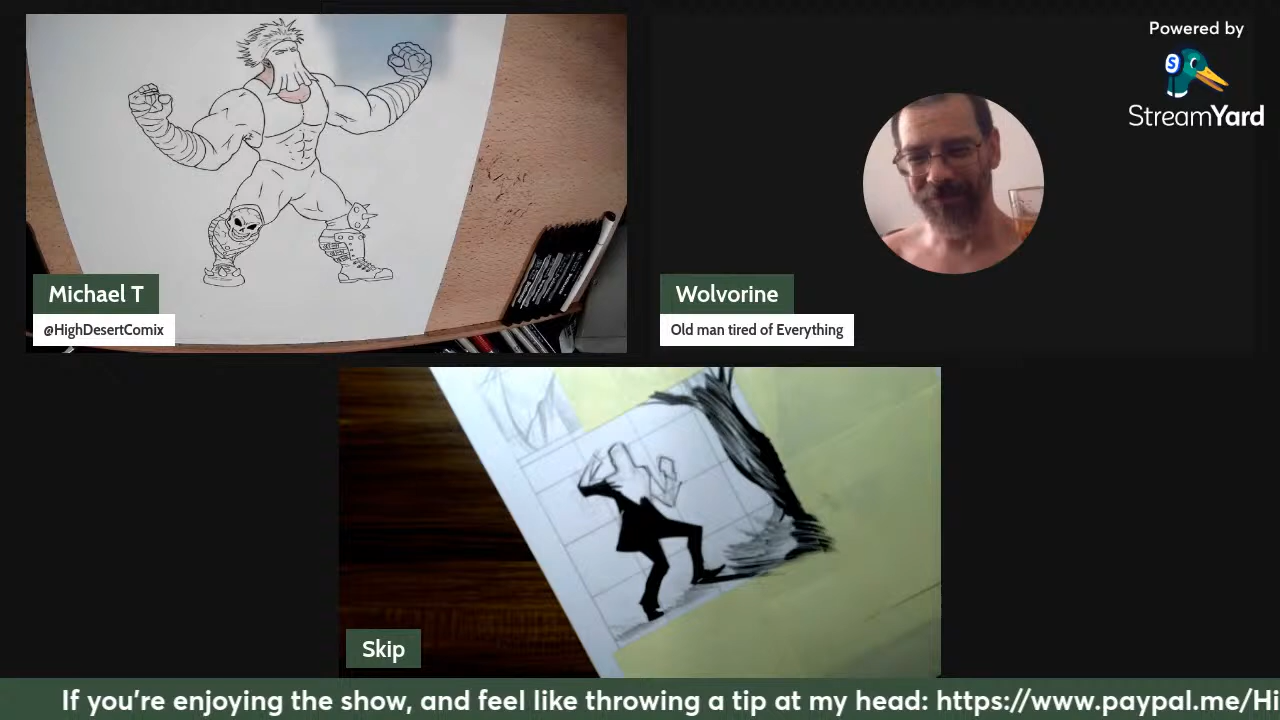 Powered by
S
StreamYard
Michael T
@HighDesertComix
Wolvorine
Old man tired of Everything
Skip
If you're enjoying the show, and feel like throwing a tip at my head: https://www.paypal.me/Hi